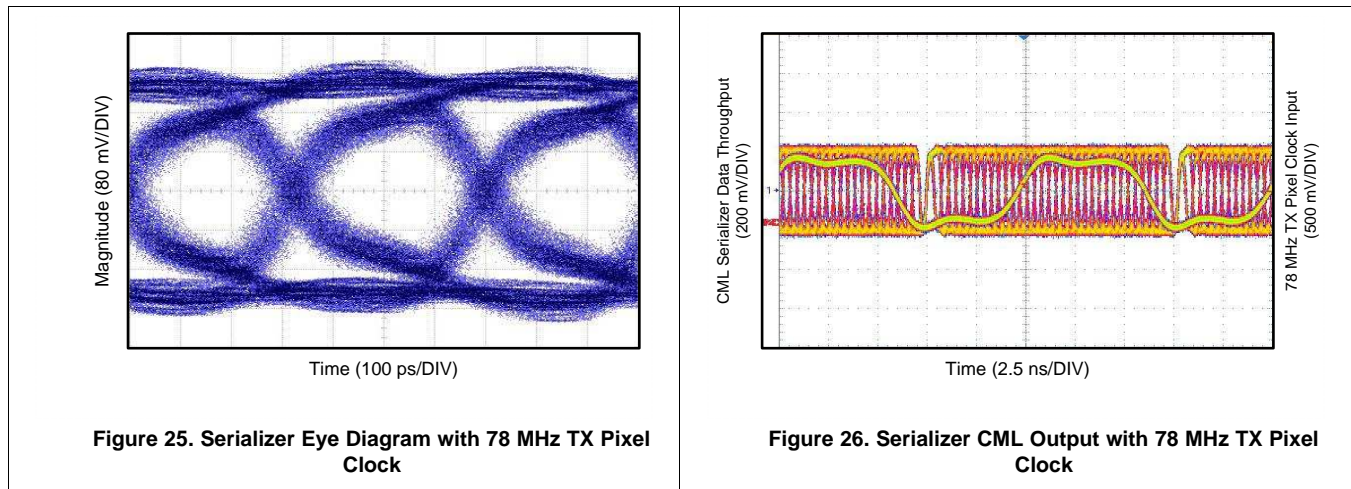 Magnitude (80 mV/DIV)
Time (100 ps/DIV)
Figure 25. Serializer Eye Diagram with 78 MHz TX Pixel
Clock
CML Serializer Data Throughput
(200 mV/DIV)
1
78 MHz TX Pixel Clock Input
(500 mV/DIV)
Time (2.5 ns/DIV)
Figure 26. Serializer CML Output with 78 MHz TX Pixel
Clock